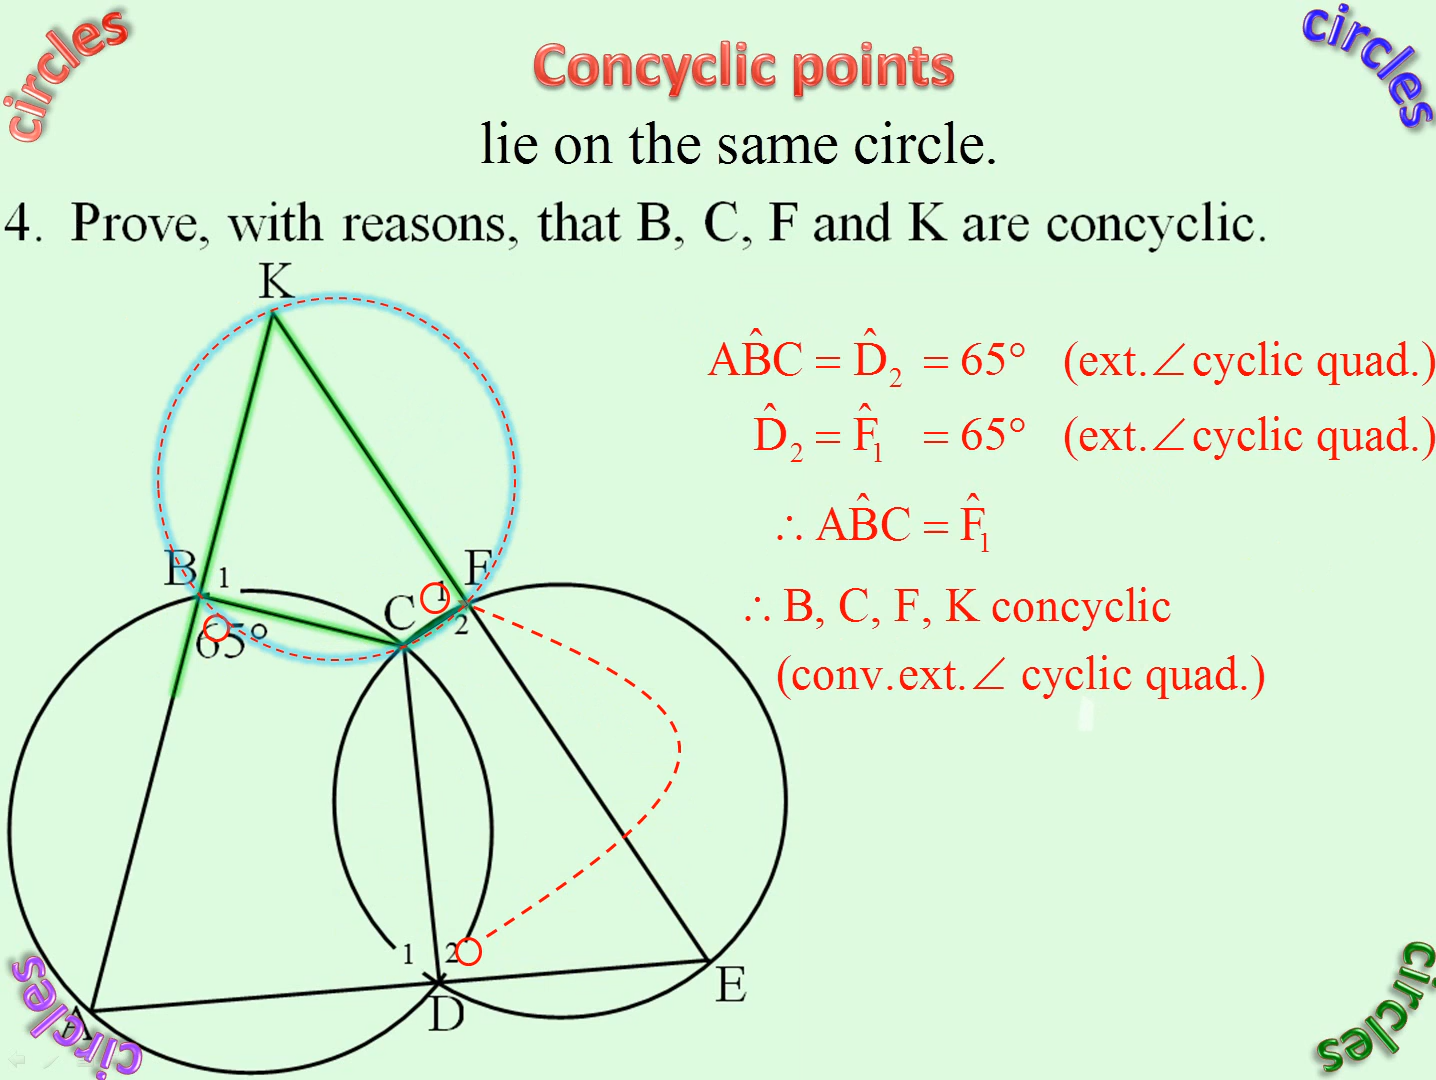 circles
circles
Concyclic points
lie on the same circle.
4. Prove, with reasons, that B, C, F and K are concyclic.
K
AB̂C = D̂₂ = 65° (ext.∠cyclic quad.)
D̂₂ = F̂₁ = 65° (ext.∠cyclic quad.)
∴ AB̂C = F̂₁
B 1
F
C 1
2
∴ B, C, F, K concyclic
65°
(conv.ext.∠ cyclic quad.)
1 2
E
D
A
circles
circles